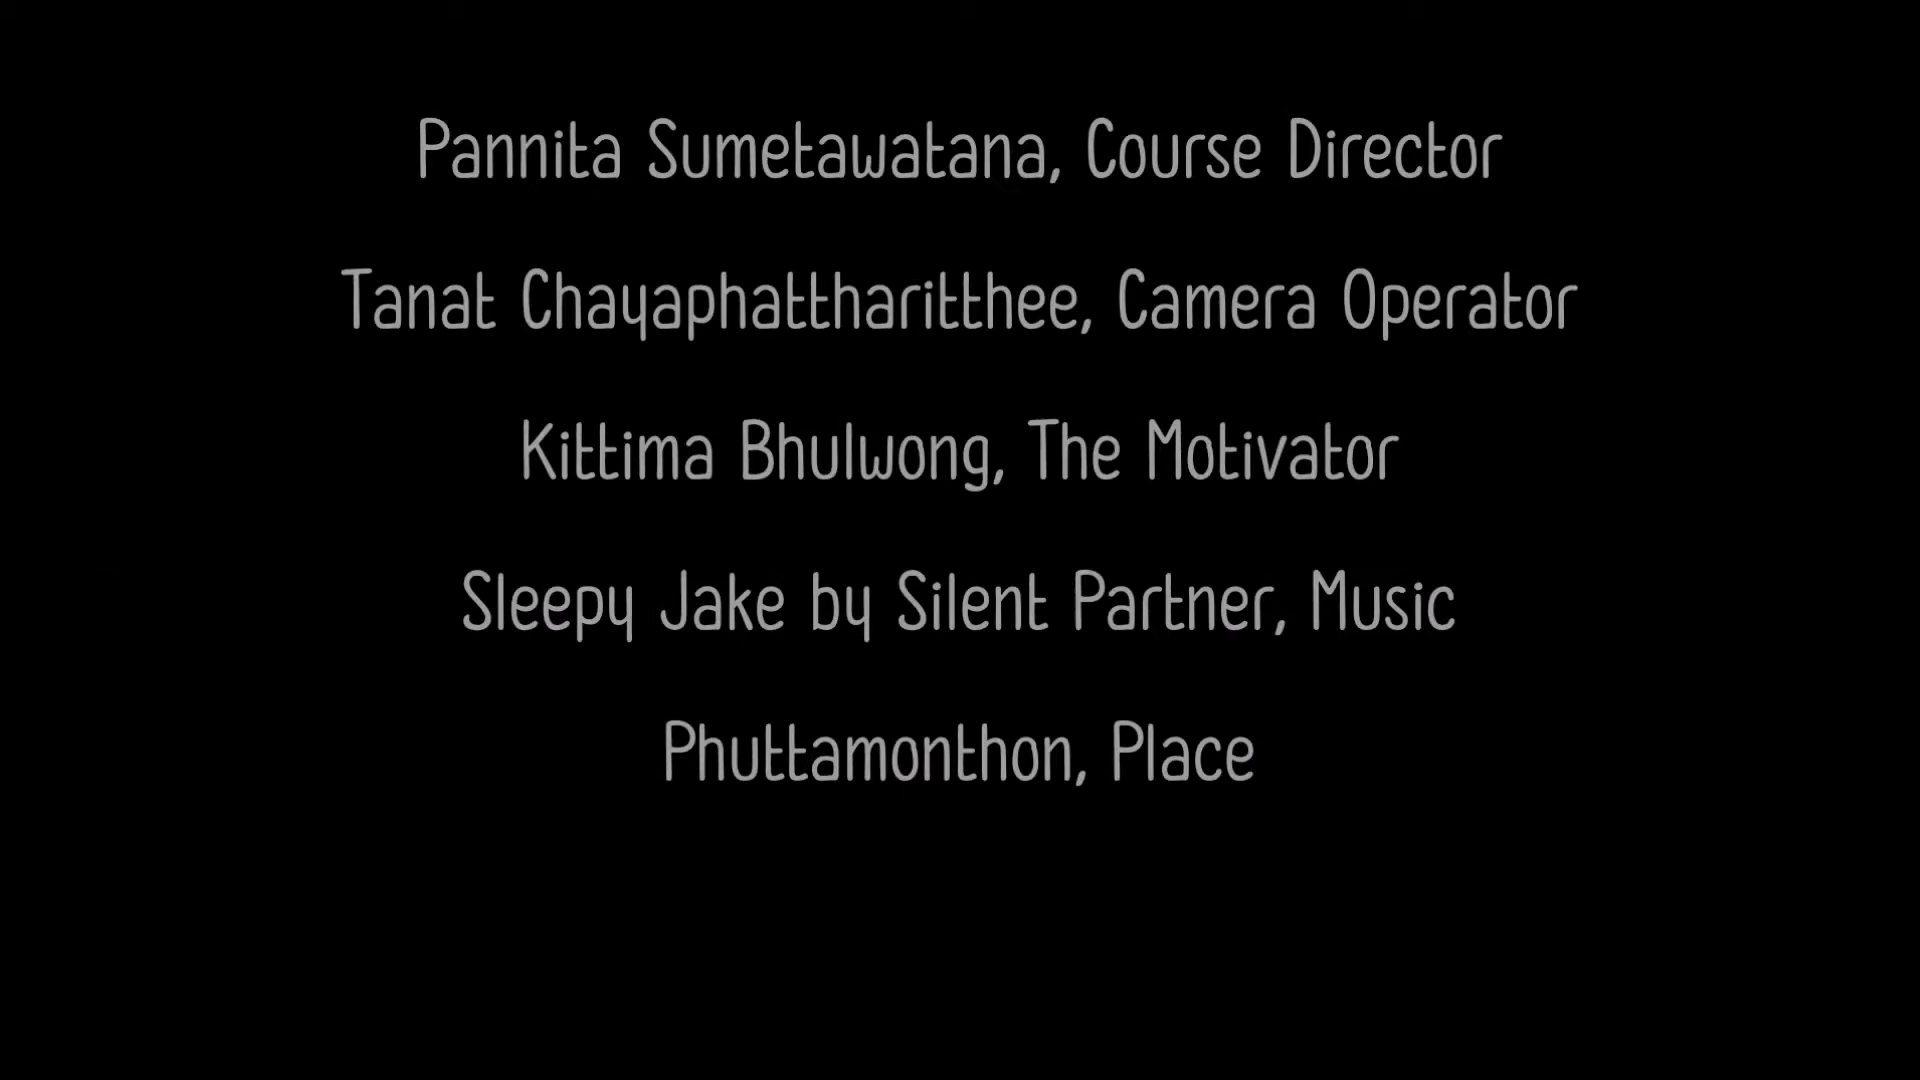 Pannita Sumetawatana, Course Director
Tanat Chayaphattharitthee, Camera Operator
Kittima Bhulwong, The Motivator
Sleepy Jake by Silent Partner, Music
Phuttamonthon, Place